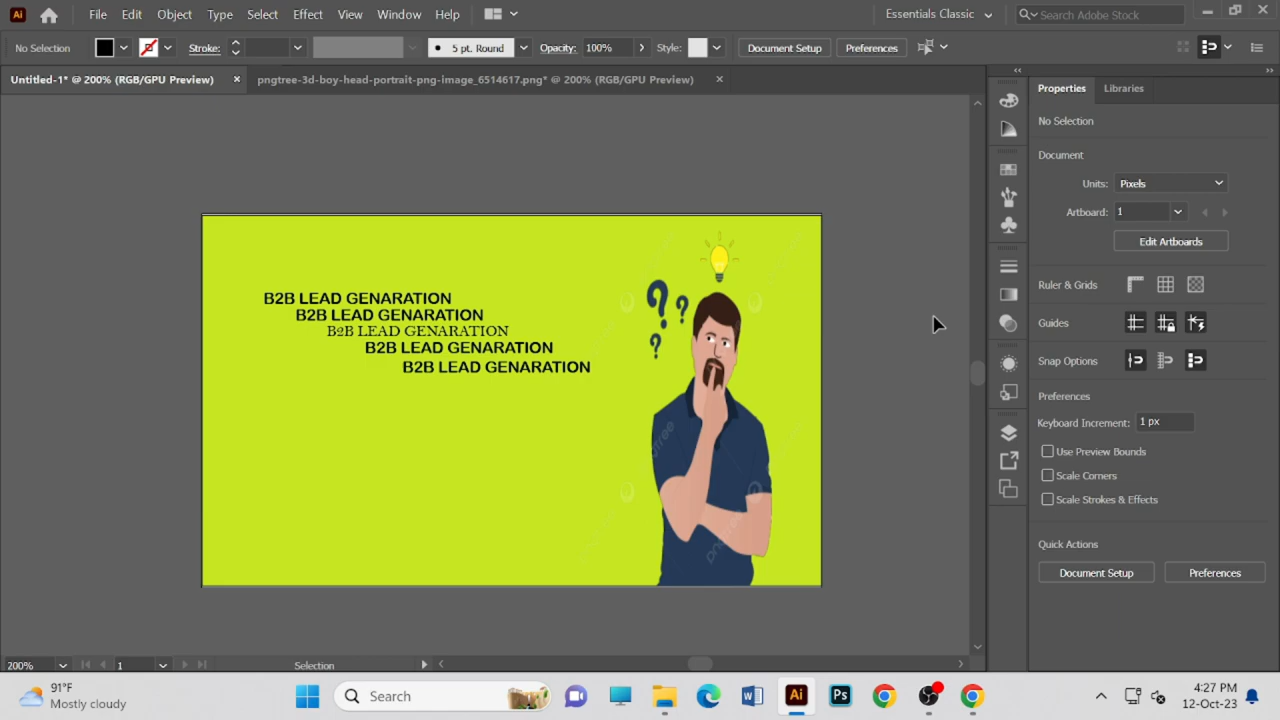 Ai File Edit Object Type Select Effect View Window Help Essentials Classic Search Adobe Stock
No Selection Stroke: 5 pt. Round Opacity: 100% Style: Document Setup Preferences
Untitled-1* @ 200% (RGB/GPU Preview) × pngtree-3d-boy-head-portrait-png-image_6514617.png* @ 200% (RGB/GPU Preview) ×
Properties Libraries
No Selection
Document
Units: Pixels
Artboard: 1
Edit Artboards
Ruler & Grids
Guides
Snap Options
Preferences
Keyboard Increment: 1 px
Use Preview Bounds
Scale Corners
Scale Strokes & Effects
Quick Actions
Document Setup Preferences
B2B LEAD GENARATION
B2B LEAD GENARATION
B2B LEAD GENARATION
B2B LEAD GENARATION
B2B LEAD GENARATION
? ? ?
pngtree
200% 1 Selection
91°F
Mostly cloudy
Search
Ai Ps
4:27 PM
12-Oct-23